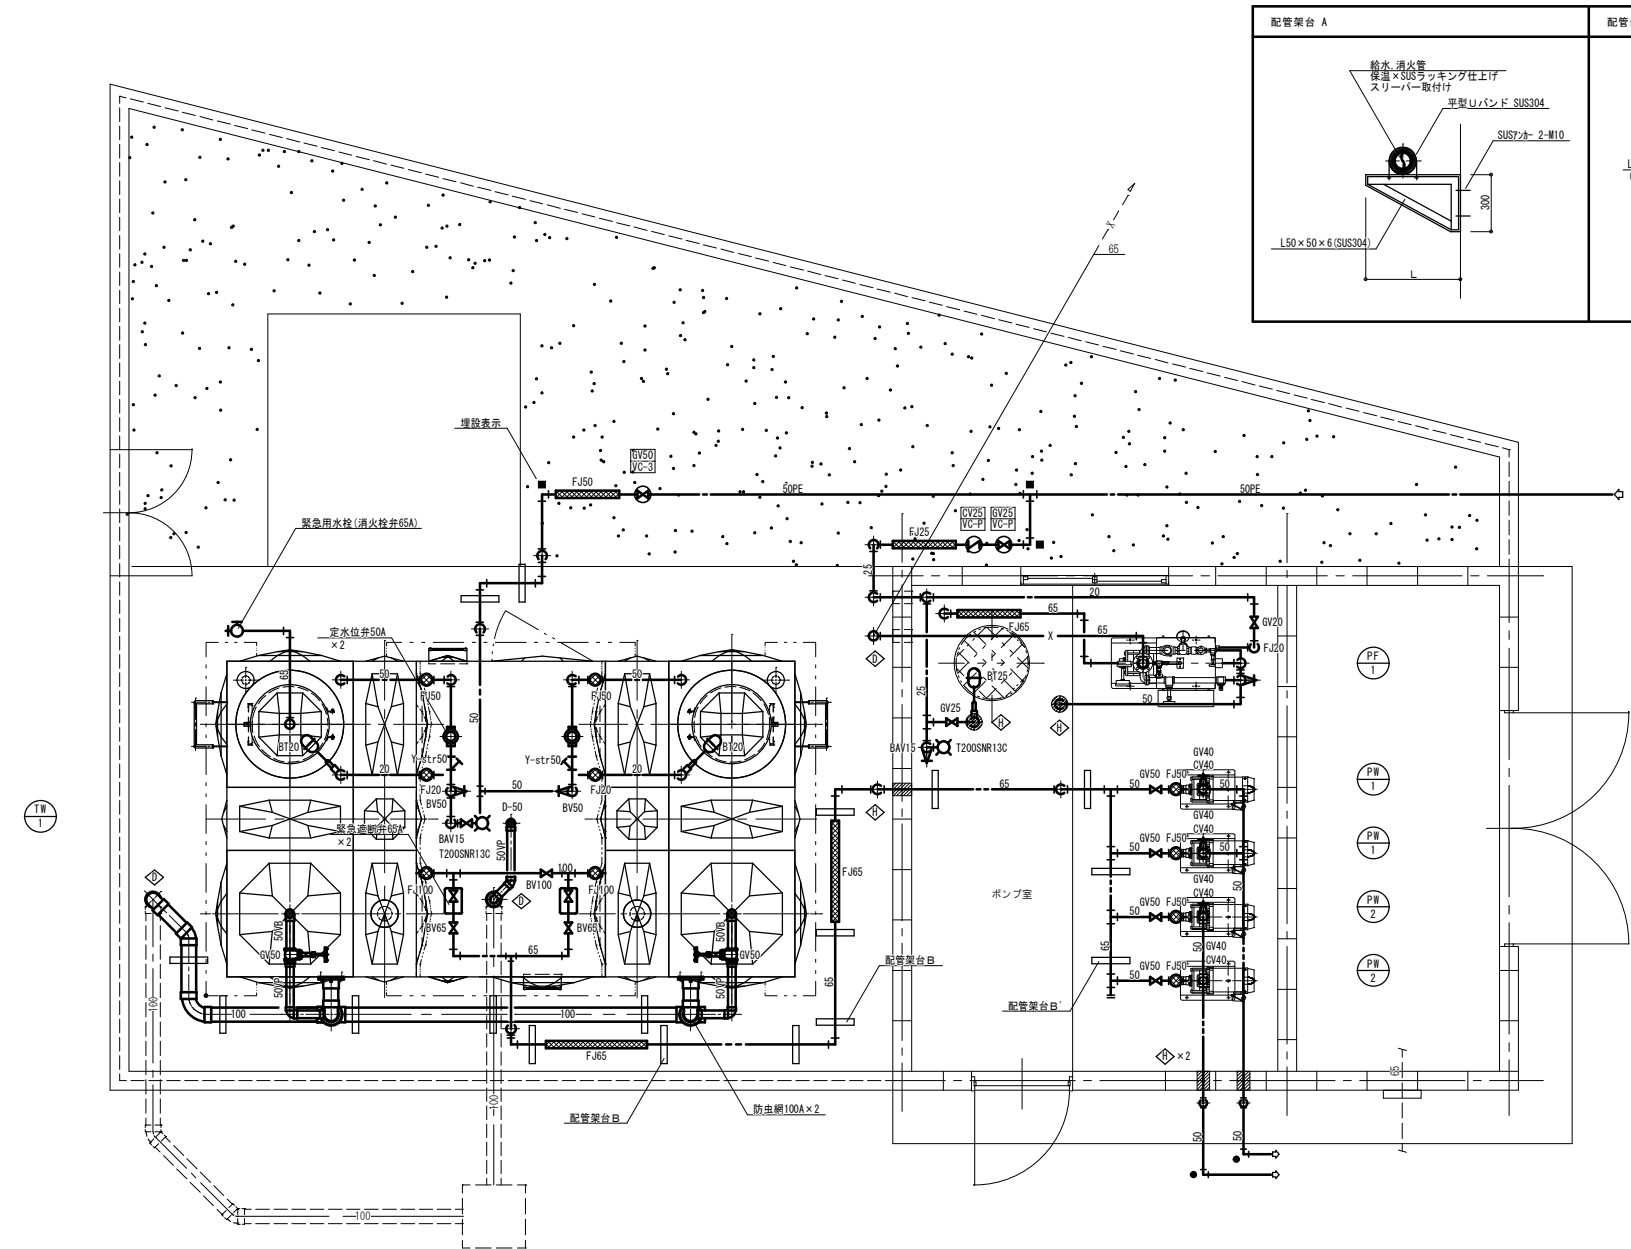 配管架台 A
配管
給水.消火管
保温×SUSラッキング仕上げ
スリーバー取付け
平型Uバンド SUS304
SUSアンカー 2-M10
300
L50×50×6(SUS304)
L
X
65
埋設表示
GV50
VC-3
FJ50
50PE
50PE
CV25
VC-P
GV25
VC-P
FJ25
緊急用水栓(消火栓弁65A)
25
20
65
FJ65
GV20
定水位弁50A
×2
X
65
FJ20
D
PF
1
65
50
50
FJ50
FJ50
BT25
25
50
50
GV25
H
H
BT20
BT20
BAV15
T200SNR13C
Y-str50
Y-str50
20
20
GV40
CV40
FJ20
FJ20
50
65
GV50 FJ50
50
50
50
PW
1
BV50
D-50
BV50
H
TW
1
緊急遮断弁65A
×2
BAV15
T200SNR13C
GV40
CV40
50VP
GV50 FJ50
50
50
PW
1
FJ65
100
FJ100
BV100
FJ100
D
D
GV40
CV40
50
ポンプ室
GV50 FJ50
50
PW
2
50VB
BV65
BV65
50VB
GV50
GV50
65
65
50
GV40
CV40
配管架台B
GV50 FJ50
50
PW
2
50VP
50VP
65
100
配管架台B'
100
100
FJ65
H
×2
65
配管架台B
防虫網100A×2
100
50
50
100